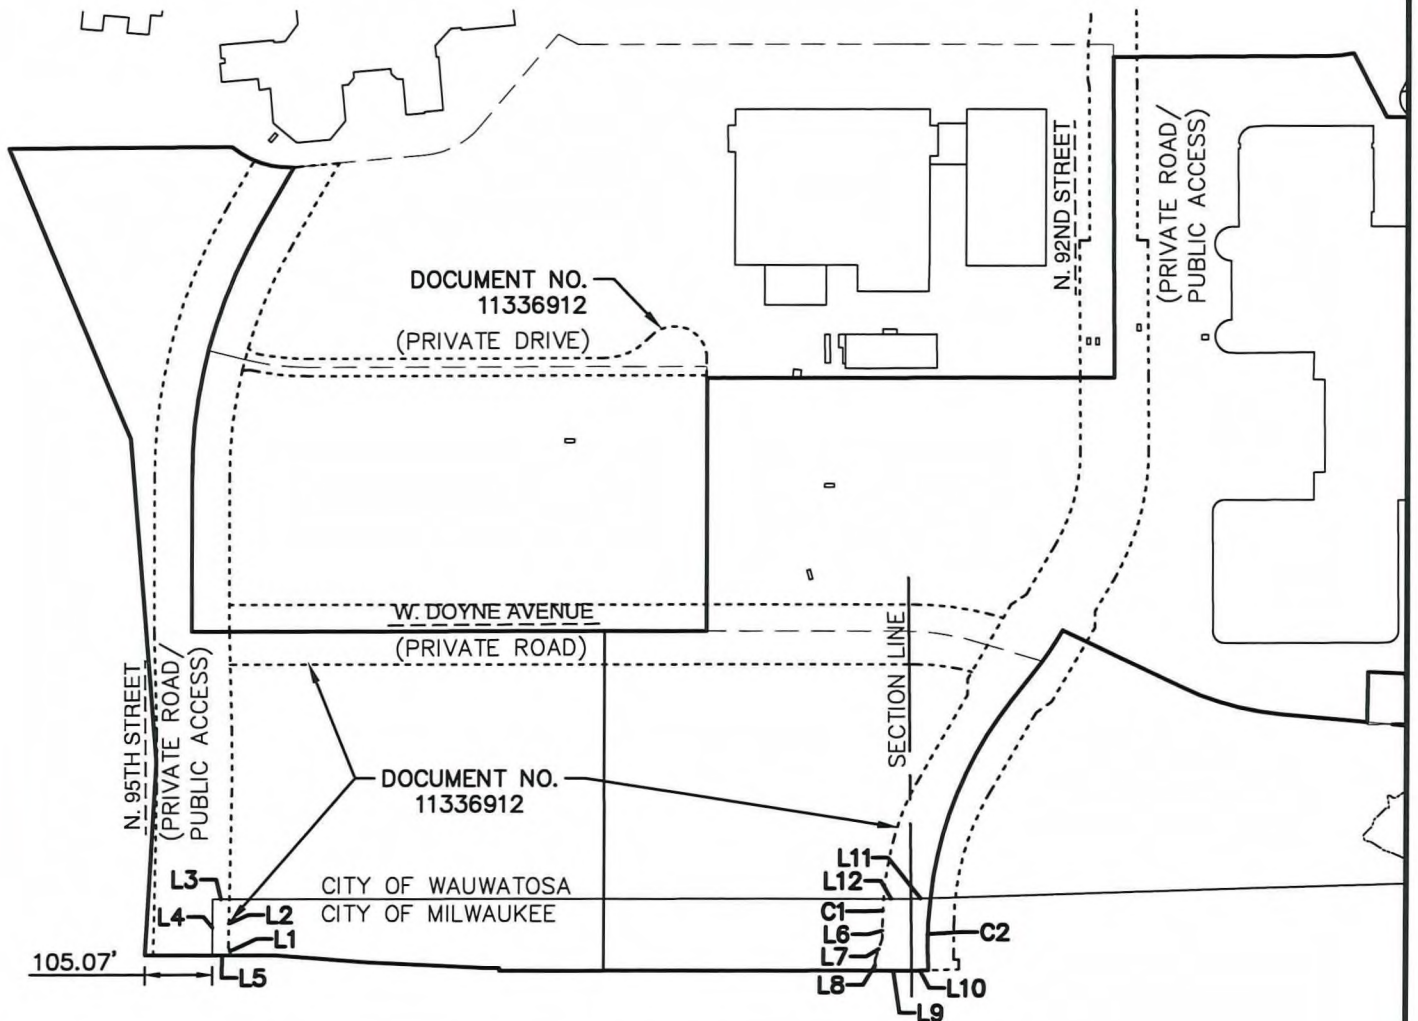 N. 92ND STREET
(PRIVATE ROAD/
PUBLIC ACCESS)
DOCUMENT NO.
11336912
(PRIVATE DRIVE)
W. DOYNE AVENUE
(PRIVATE ROAD)
SECTION LINE
N. 95TH STREET
(PRIVATE ROAD/
PUBLIC ACCESS)
DOCUMENT NO.
11336912
L11
L3
CITY OF WAUWATOSA
L12
L4
L2
CITY OF MILWAUKEE
C1
L6
C2
L1
L7
105.07'
L5
L8
L10
L9